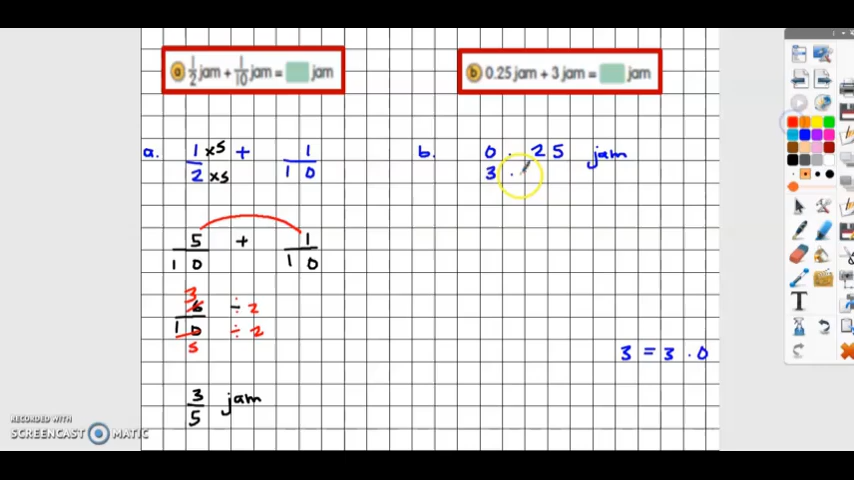 a 1/2 jam + 1/10 jam = jam
b 0.25 jam + 3 jam = jam
a. 1/2 ×5 ×5 + 1/10
b. 0.25 jam
3.
5/10 + 1/10
3 6 ÷ 2
10 ÷ 2
5
3 = 3.0
3/5 jam
RECORDED WITH
SCREENCAST MATIC
T